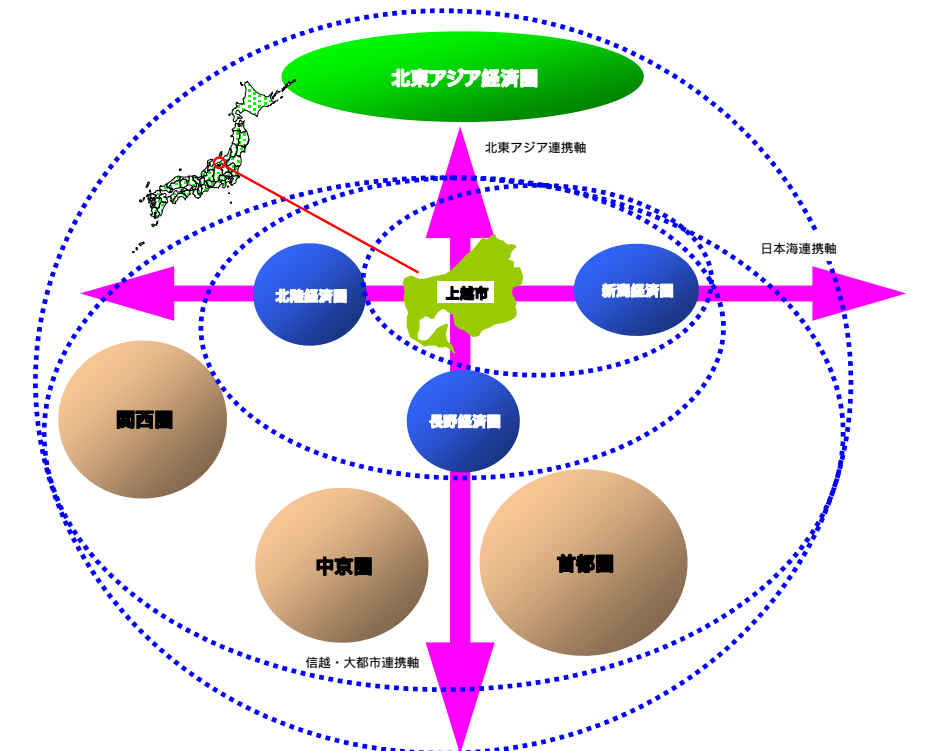 北東アジア経済圏
北東アジア連携軸
日本海連携軸
北陸経済圏
上越市
新潟経済圏
関西圏
長野経済圏
中京圏
首都圏
信越・大都市連携軸